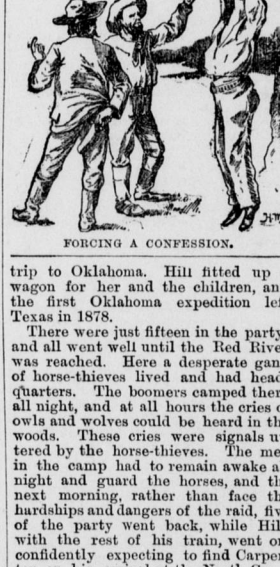 FORCING A CONFESSION.
trip to Oklahoma. Hill fitted up
wagon for her and the children, an
the first Oklahoma expedition le
Texas in 1878.
There were just fifteen in the party
and all went well until the Red Rive
was reached. Here a desperate gan
of horse-thieves lived and had head
quarters. The boomers camped ther
all night, and at all hours the cries o
owls and wolves could be heard in th
woods. These cries were signals u
tered by the horse-thieves. The me
in the camp had to remain awake a
night and guard the horses, and th
next morning, rather than face th
hardships and dangers of the raid, fiv
of the party went back, while Hil
with the rest of his train, went o
confidently expecting to find Carpe